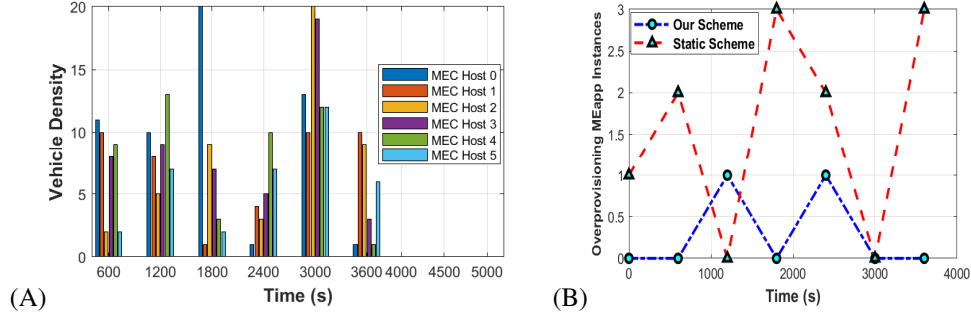 20
15
10
5
0
Vehicle Density
MEC Host 0
MEC Host 1
MEC Host 2
MEC Host 3
MEC Host 4
MEC Host 5
600 1200 1800 2400 3000 3600 4000 4500 5000
Time (s)
(A)
3
2.5
2
1.5
1
0.5
0
Overprovisioning MEapp Instances
Our Scheme
Static Scheme
0 1000 2000 3000 4000
Time (s)
(B)